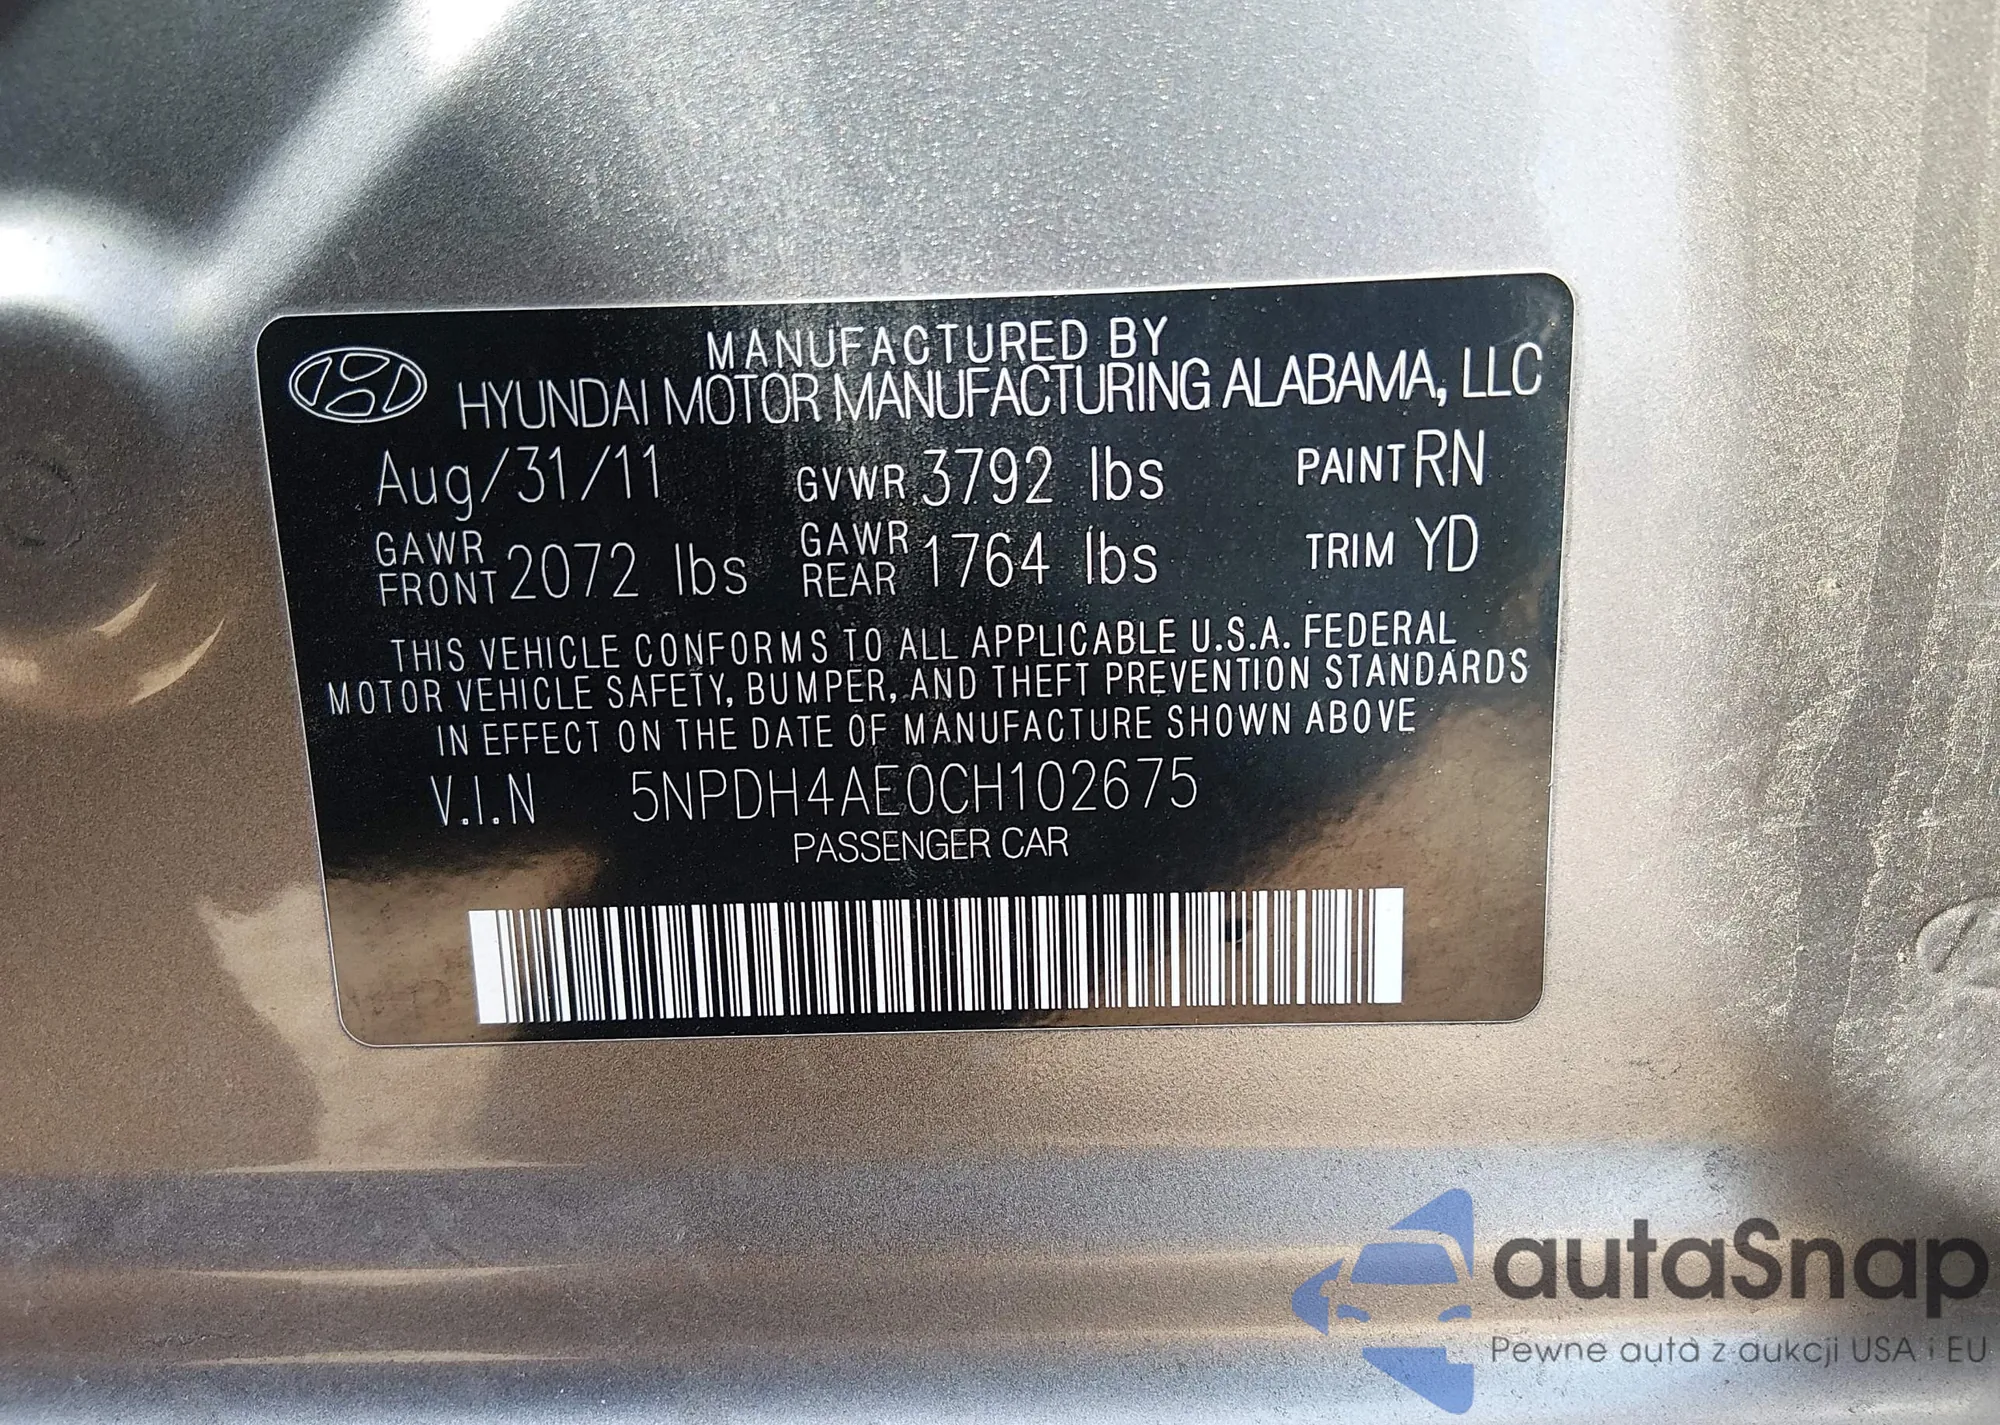 MANUFACTURED BY
HYUNDAI MOTOR MANUFACTURING ALABAMA, LLC
Aug/31/11 GVWR 3792 lbs PAINT RN
GAWR FRONT 2072 lbs GAWR REAR 1764 lbs TRIM YD
THIS VEHICLE CONFORMS TO ALL APPLICABLE U.S.A. FEDERAL
MOTOR VEHICLE SAFETY, BUMPER, AND THEFT PREVENTION STANDARDS
IN EFFECT ON THE DATE OF MANUFACTURE SHOWN ABOVE
V.I.N 5NPDH4AE0CH102675
PASSENGER CAR
autaSnap
Pewne auta z aukcji USA i EU